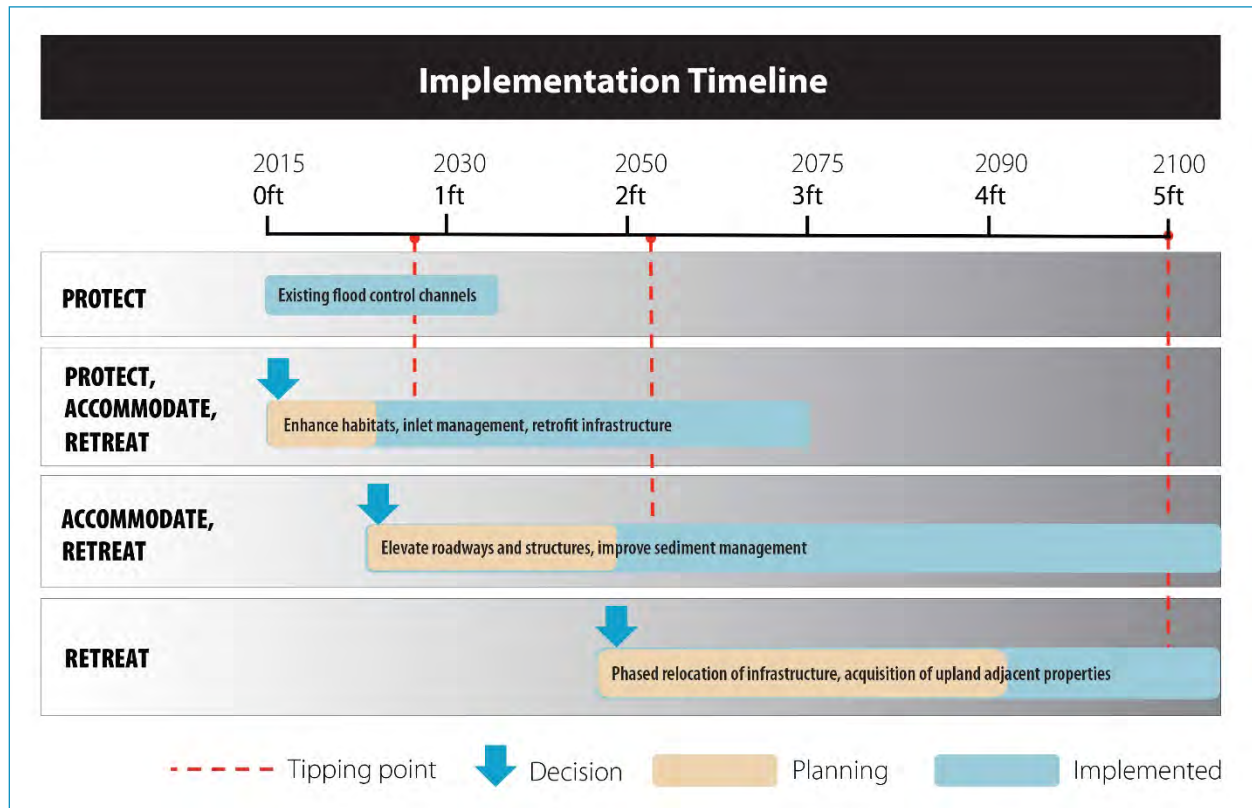 Implementation Timeline
2015 2030 2050 2075 2090 2100
0ft 1ft 2ft 3ft 4ft 5ft
PROTECT
Existing flood control channels
PROTECT,
ACCOMMODATE,
RETREAT
Enhance habitats, inlet management, retrofit infrastructure
ACCOMMODATE,
RETREAT
Elevate roadways and structures, improve sediment management
RETREAT
Phased relocation of infrastructure, acquisition of upland adjacent properties
Tipping point Decision Planning Implemented